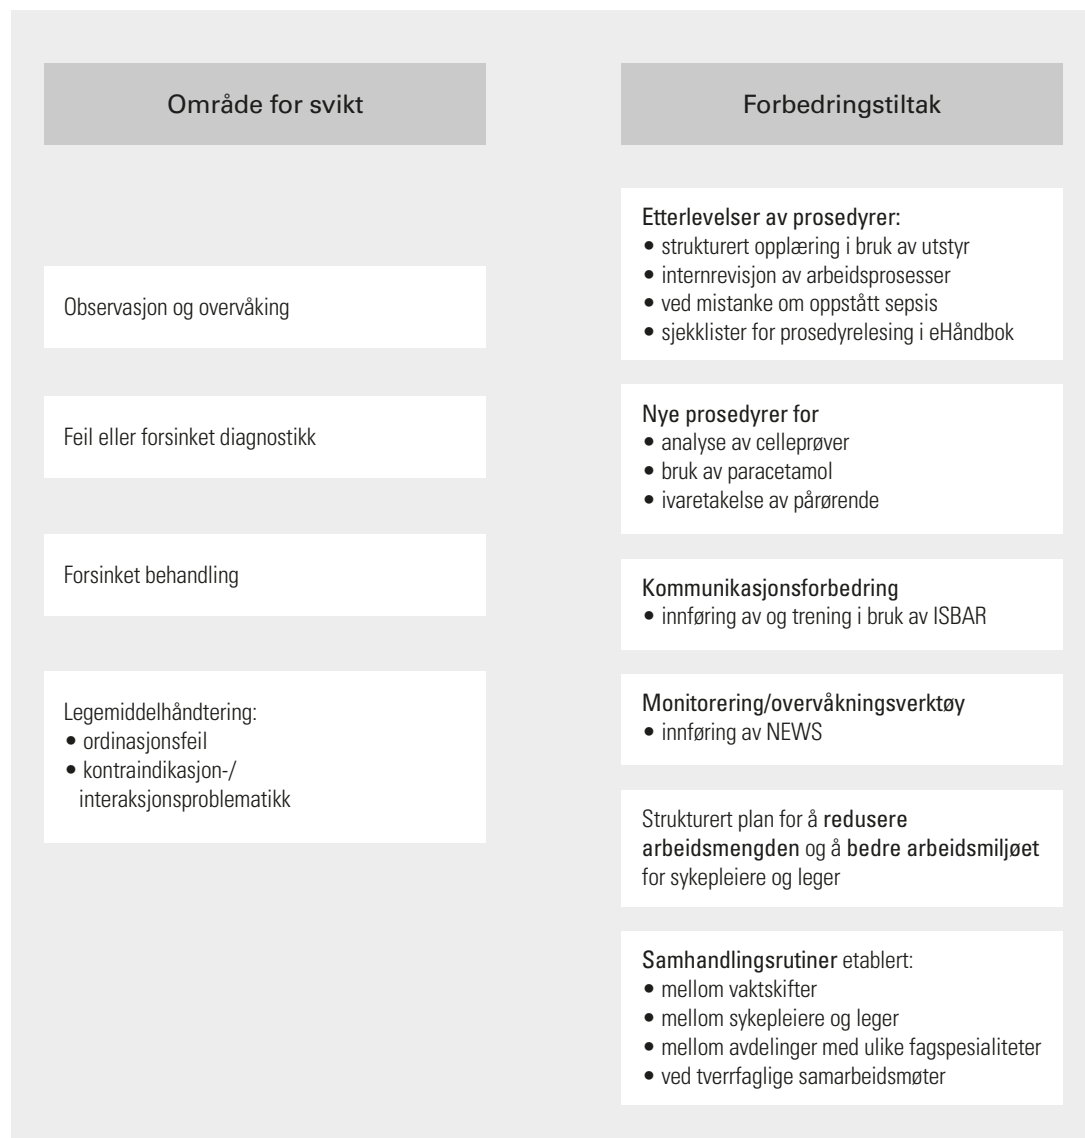 Område for svikt
Observasjon og overvåking
Feil eller forsinket diagnostikk
Forsinket behandling
Legemiddelhåndtering:
• ordinasjonsfeil
• kontraindikasjon-/
interaksjonsproblematikk
Forbedringstiltak
Etterlevelser av prosedyrer:
• strukturert opplæring i bruk av utstyr
• internrevisjon av arbeidsprosesser
• ved mistanke om oppstått sepsis
• sjekklister for prosedyrelesing i eHåndbok
Nye prosedyrer for
• analyse av celleprøver
• bruk av paracetamol
• ivaretakelse av pårørende
Kommunikasjonsforbedring
• innføring av og trening i bruk av ISBAR
Monitorering/overvåkningsverktøy
• innføring av NEWS
Strukturert plan for å redusere
arbeidsmengden og å bedre arbeidsmiljøet
for sykepleiere og leger
Samhandlingsrutiner etablert:
• mellom vaktskifter
• mellom sykepleiere og leger
• mellom avdelinger med ulike fagspesialiteter
• ved tverrfaglige samarbeidsmøter